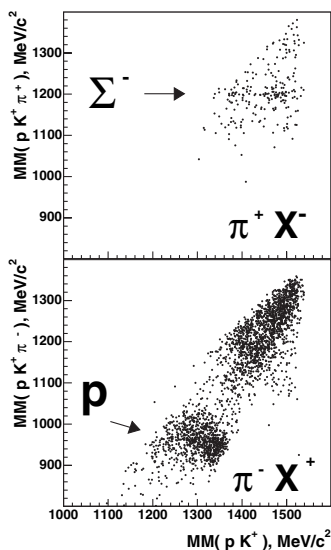 MM( p K⁺ π⁺ ), MeV/c²
1300
1200
1100
1000
900
Σ⁻
π⁺ X⁻
MM( p K⁺ π⁻ ), MeV/c²
1300
1200
1100
1000
900
p
π⁻ X⁺
1000 1100 1200 1300 1400 1500
MM( p K⁺ ), MeV/c²